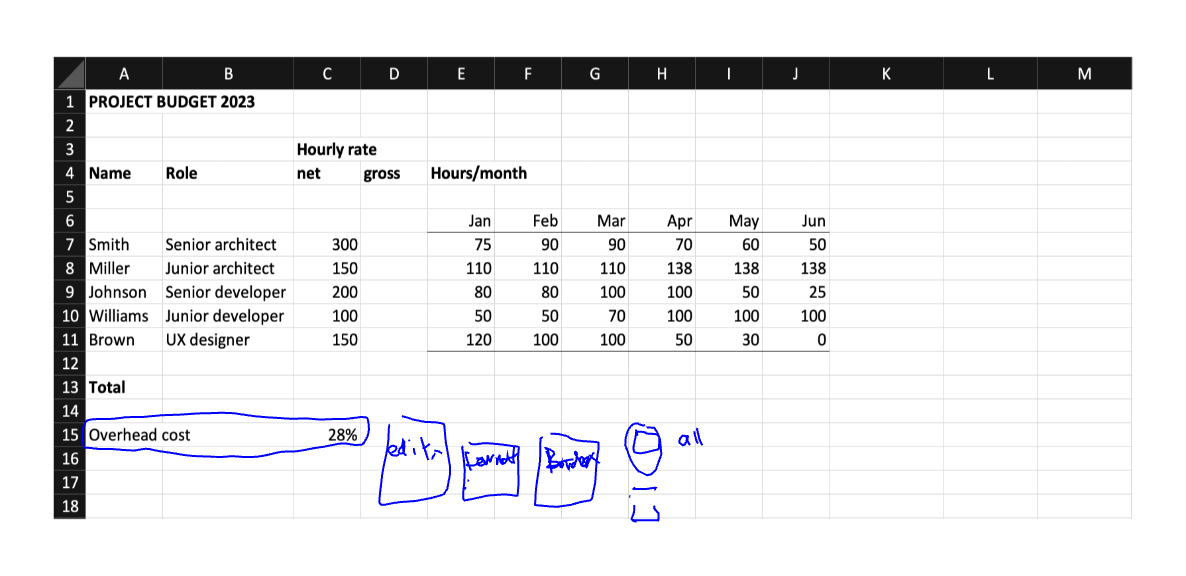 A B C D E F G H I J K L M
1 PROJECT BUDGET 2023
2
3 Hourly rate
4 Name Role net gross Hours/month
5
6 Jan Feb Mar Apr May Jun
7 Smith Senior architect 300 75 90 90 70 60 50
8 Miller Junior architect 150 110 110 110 138 138 138
9 Johnson Senior developer 200 80 80 100 100 50 25
10 Williams Junior developer 100 50 50 70 100 100 100
11 Brown UX designer 150 120 100 100 50 30 0
12
13 Total
14
15 Overhead cost 28% all
16
17
18